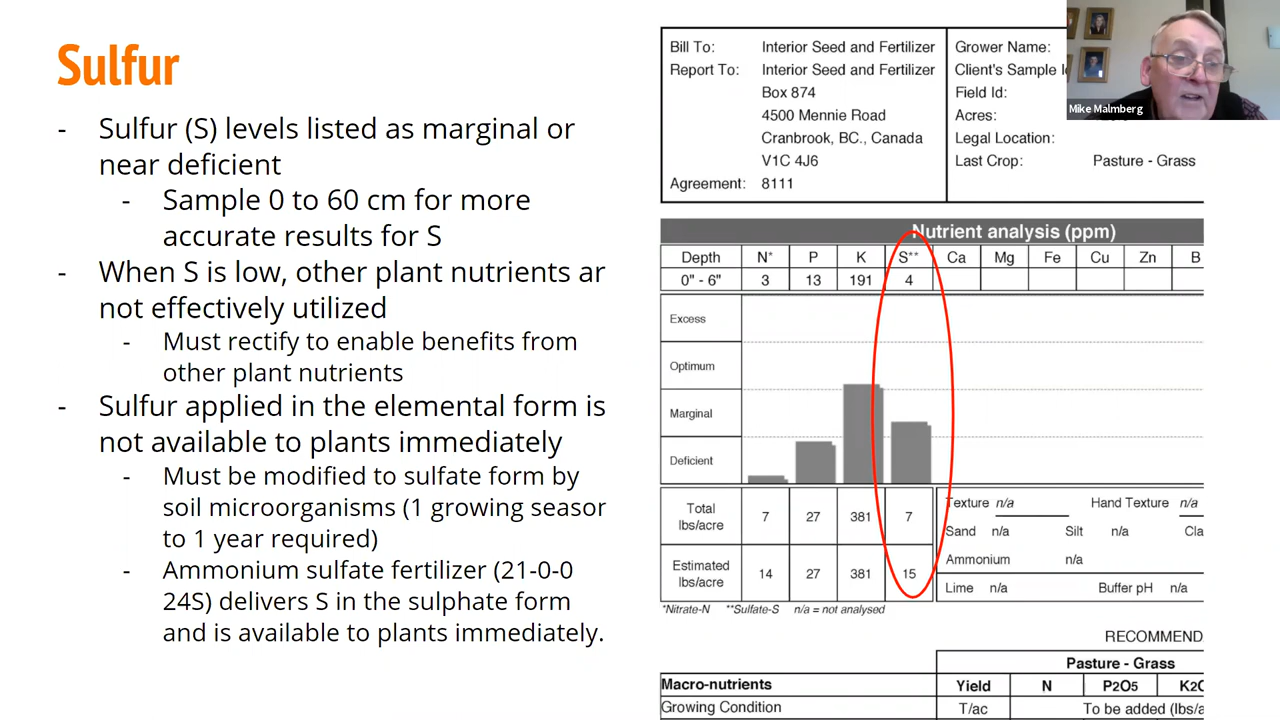 Sulfur
- Sulfur (S) levels listed as marginal or
near deficient
- Sample 0 to 60 cm for more
accurate results for S
- When S is low, other plant nutrients ar
not effectively utilized
- Must rectify to enable benefits from
other plant nutrients
- Sulfur applied in the elemental form is
not available to plants immediately
- Must be modified to sulfate form by
soil microorganisms (1 growing season
to 1 year required)
- Ammonium sulfate fertilizer (21-0-0
24S) delivers S in the sulphate form
and is available to plants immediately.
Bill To: Interior Seed and Fertilizer
Report To: Interior Seed and Fertilizer
Box 874
4500 Mennie Road
Cranbrook, BC., Canada
V1C 4J6
Agreement: 8111
Grower Name:
Client's Sample Id
Field Id:
Acres:
Legal Location:
Last Crop: Pasture - Grass
Mike Malmberg
Nutrient analysis (ppm)
Depth N* P K S** Ca Mg Fe Cu Zn B
0" - 6" 3 13 191 4
Excess
Optimum
Marginal
Deficient
Total
lbs/acre 7 27 381 7
Estimated
lbs/acre 14 27 381 15
Texture n/a Hand Texture n/a
Sand n/a Silt n/a Cla
Ammonium n/a
Lime n/a Buffer pH n/a
*Nitrate-N **Sulfate-S n/a = not analysed
RECOMMEND
Pasture - Grass
Macro-nutrients Yield N P2O5 K2O
Growing Condition T/ac To be added (lbs/a